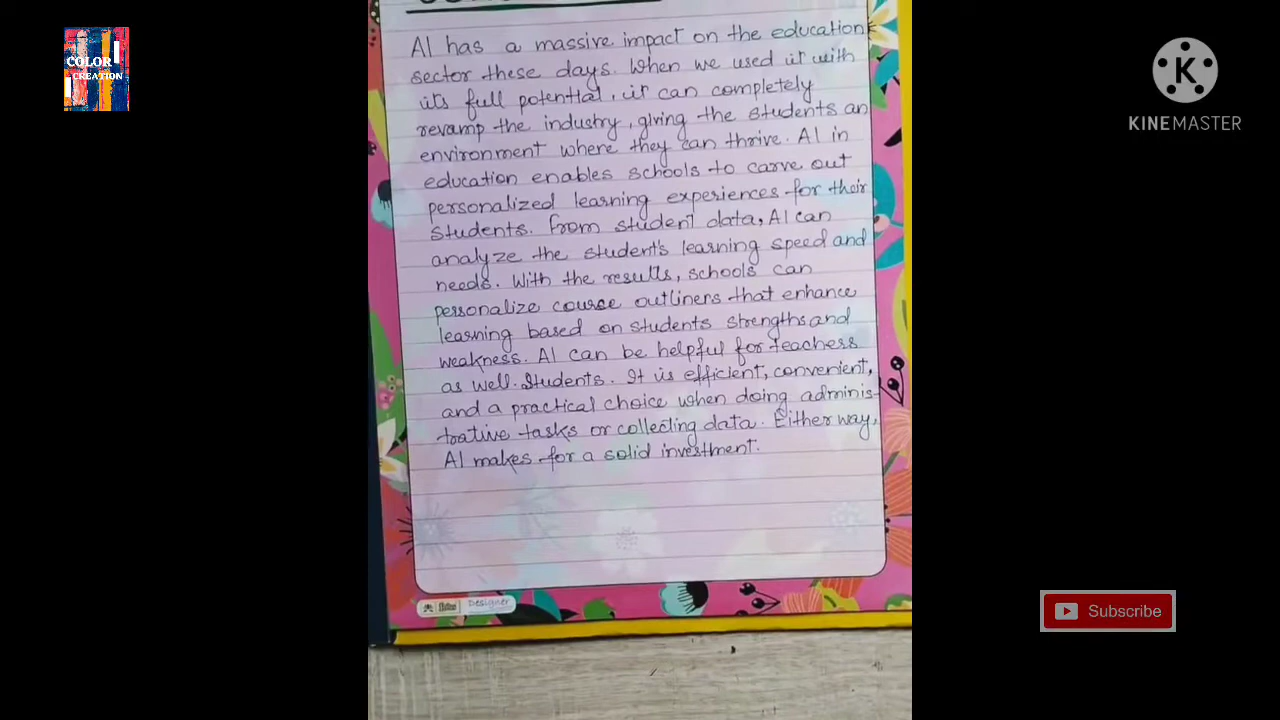 COLOR
CREATION
KINEMASTER
AI has a massive impact on the education
sector these days. When we used it with
its full potential, it can completely
revamp the industry, giving the students an
environment where they can thrive. AI in
education enables schools to carve out
personalized learning experiences for their
students. From student data, AI can
analyze the student's learning speed and
needs. With the results, schools can
personalize course outliners that enhance
learning based on students strengths and
weakness. AI can be helpful for teachers
as well. Students. It is efficient, convenient,
and a practical choice when doing adminis-
trative tasks or collecting data. Either way,
AI makes for a solid investment.
Designer
Subscribe